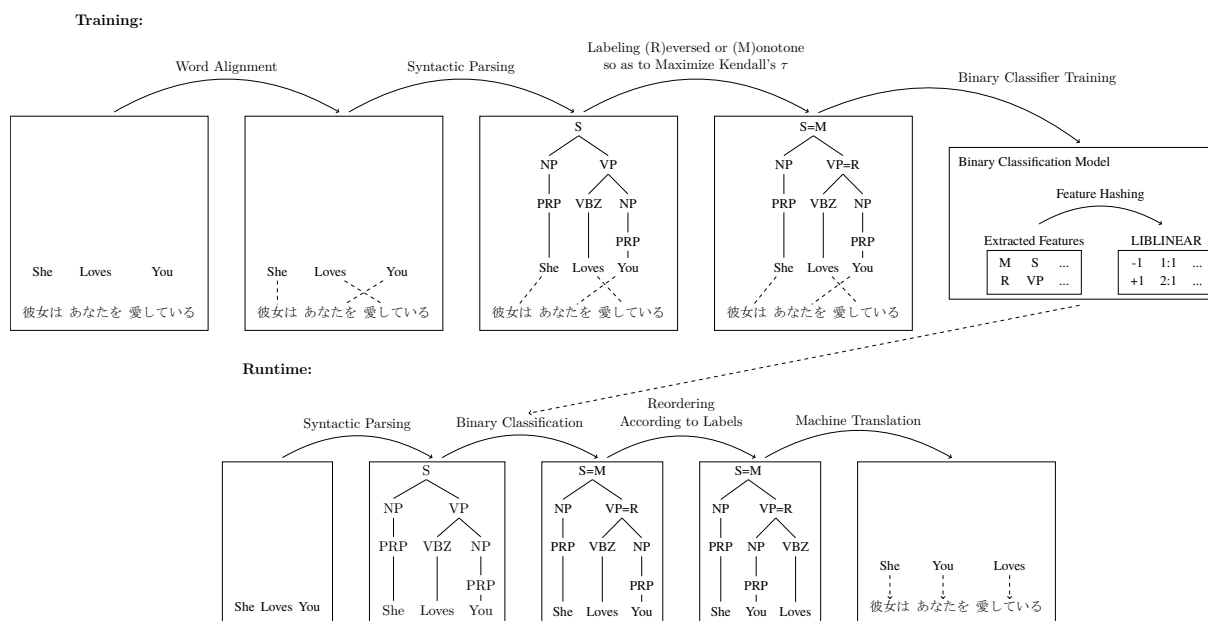 Training:
Labeling (R)eversed or (M)onotone
so as to Maximize Kendall's τ
Word Alignment
Syntactic Parsing
Binary Classifier Training
She Loves You
彼女は あなたを 愛している
She Loves You
彼女は あなたを 愛している
S
NP VP
PRP VBZ NP
PRP
She Loves You
彼女は あなたを 愛している
S=M
NP VP=R
PRP VBZ NP
PRP
She Loves You
彼女は あなたを 愛している
Binary Classification Model
Feature Hashing
Extracted Features
M S ...
R VP ...
LIBLINEAR
-1 1:1 ...
+1 2:1 ...
Runtime:
Syntactic Parsing
Binary Classification
Reordering
According to Labels
Machine Translation
She Loves You
S
NP VP
PRP VBZ NP
PRP
She Loves You
S=M
NP VP=R
PRP VBZ NP
PRP
She Loves You
S=M
NP VP=R
PRP NP VBZ
PRP
She You Loves
She You Loves
彼女は あなたを 愛している